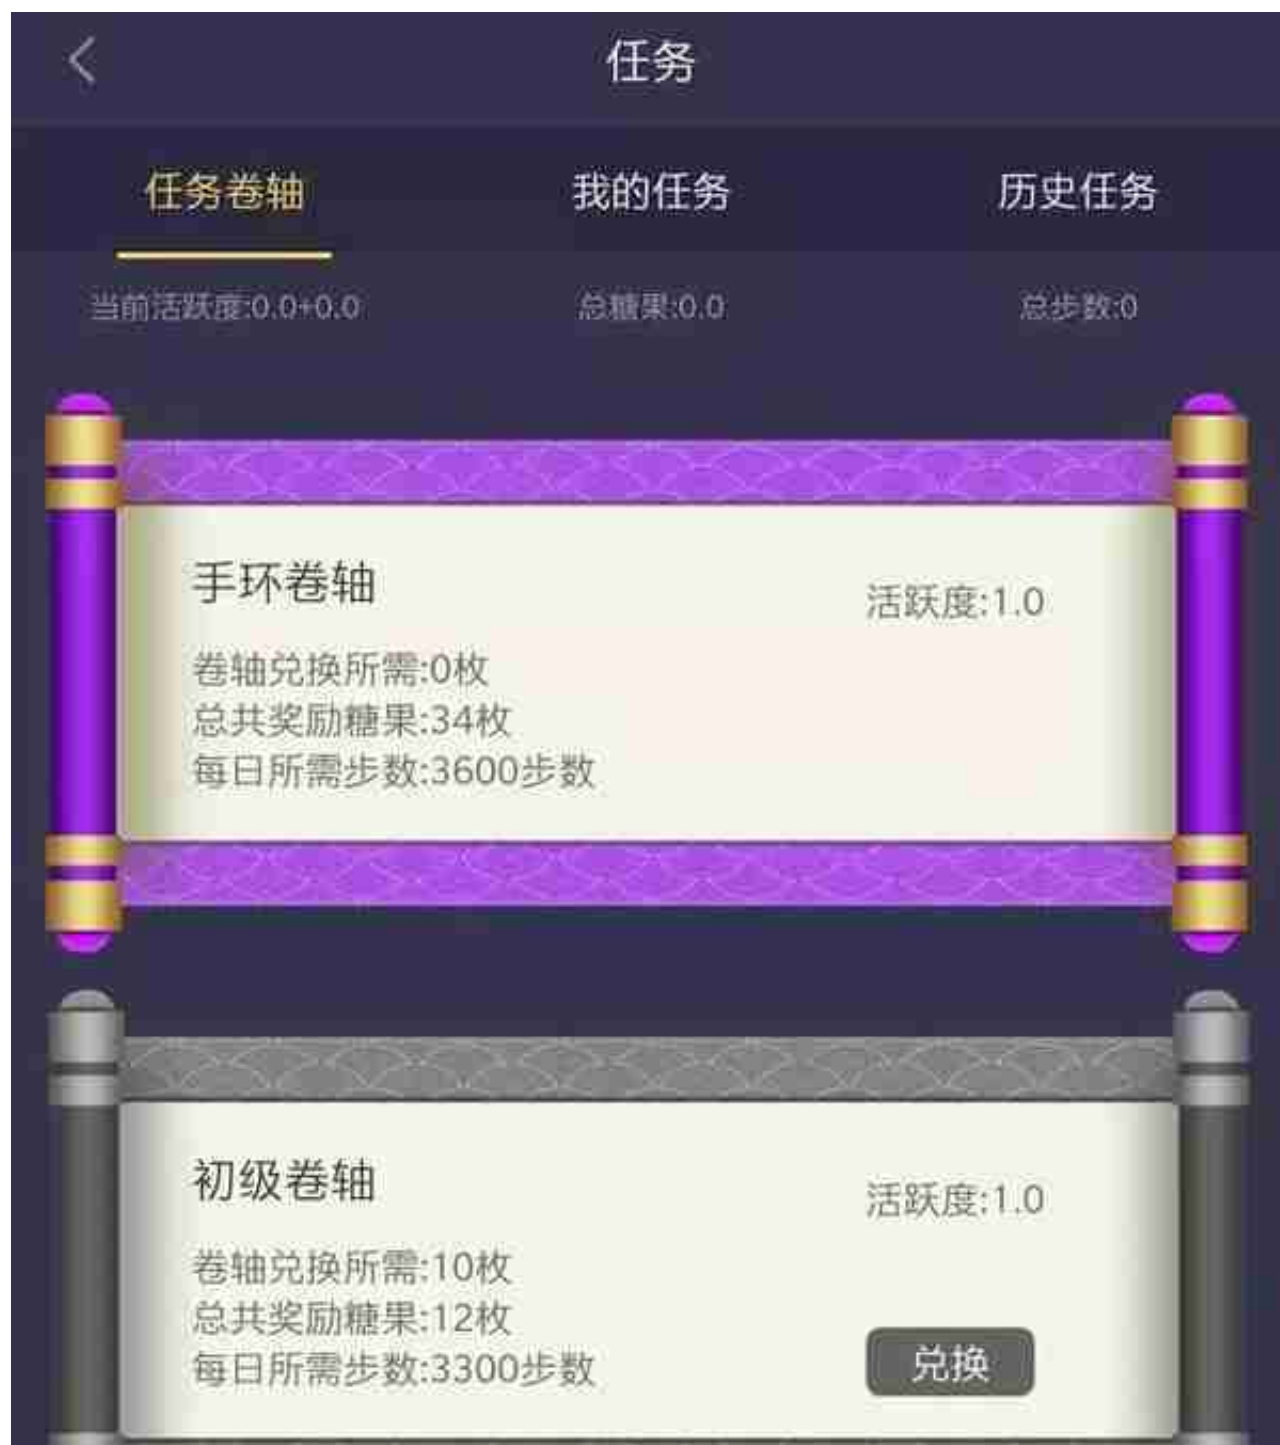 任务
任务卷轴 我的任务 历史任务
当前活跃度:0.0+0.0 总糖果:0.0 总步数:0
手环卷轴
活跃度:1.0
卷轴兑换所需:0枚
总共奖励糖果:34枚
每日所需步数:3600步数
初级卷轴
活跃度:1.0
卷轴兑换所需:10枚
总共奖励糖果:12枚
每日所需步数:3300步数
兑换